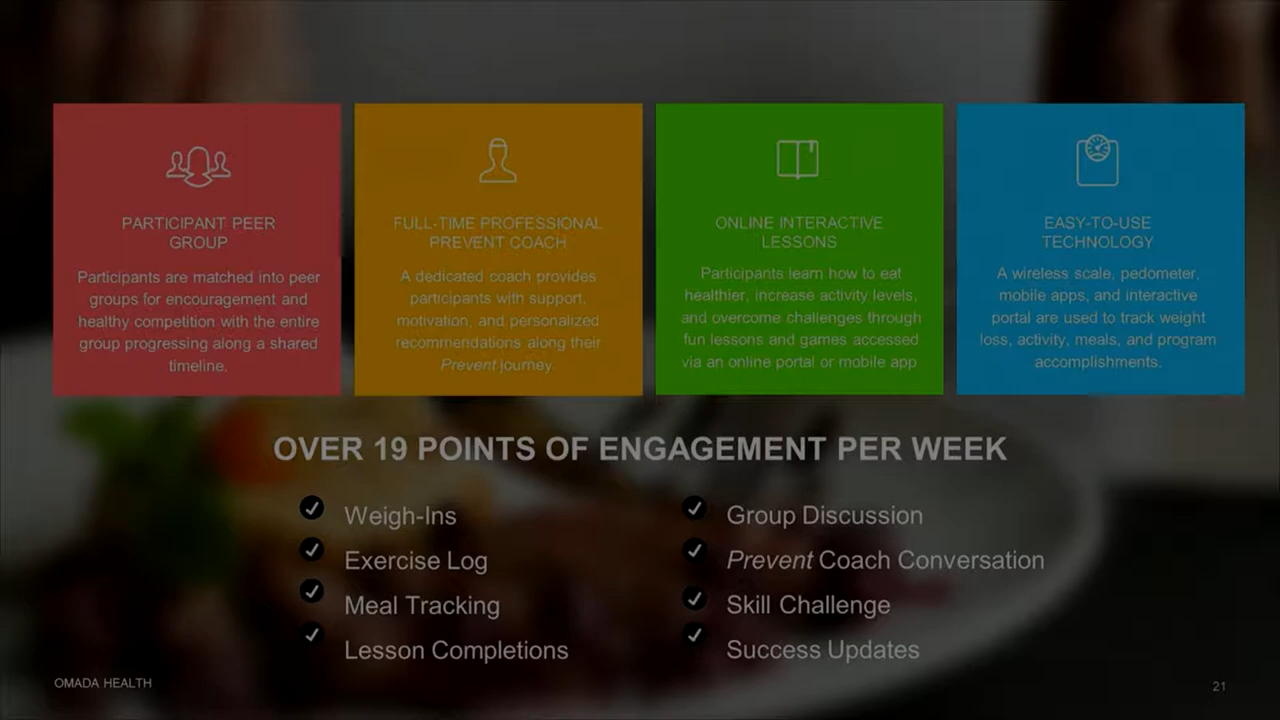 PARTICIPANT PEER
GROUP
Participants are matched into peer
groups for encouragement and
healthy competition with the entire
group progressing along a shared
timeline.
FULL-TIME PROFESSIONAL
PREVENT COACH
A dedicated coach provides
participants with support,
motivation, and personalized
recommendations along their
Prevent journey.
ONLINE INTERACTIVE
LESSONS
Participants learn how to eat
healthier, increase activity levels,
and overcome challenges through
fun lessons and games accessed
via an online portal or mobile app
EASY-TO-USE
TECHNOLOGY
A wireless scale, pedometer,
mobile apps, and interactive
portal are used to track weight
loss, activity, meals, and program
accomplishments.
OVER 19 POINTS OF ENGAGEMENT PER WEEK
Weigh-Ins
Exercise Log
Meal Tracking
Lesson Completions
Group Discussion
Prevent Coach Conversation
Skill Challenge
Success Updates
OMADA HEALTH
21